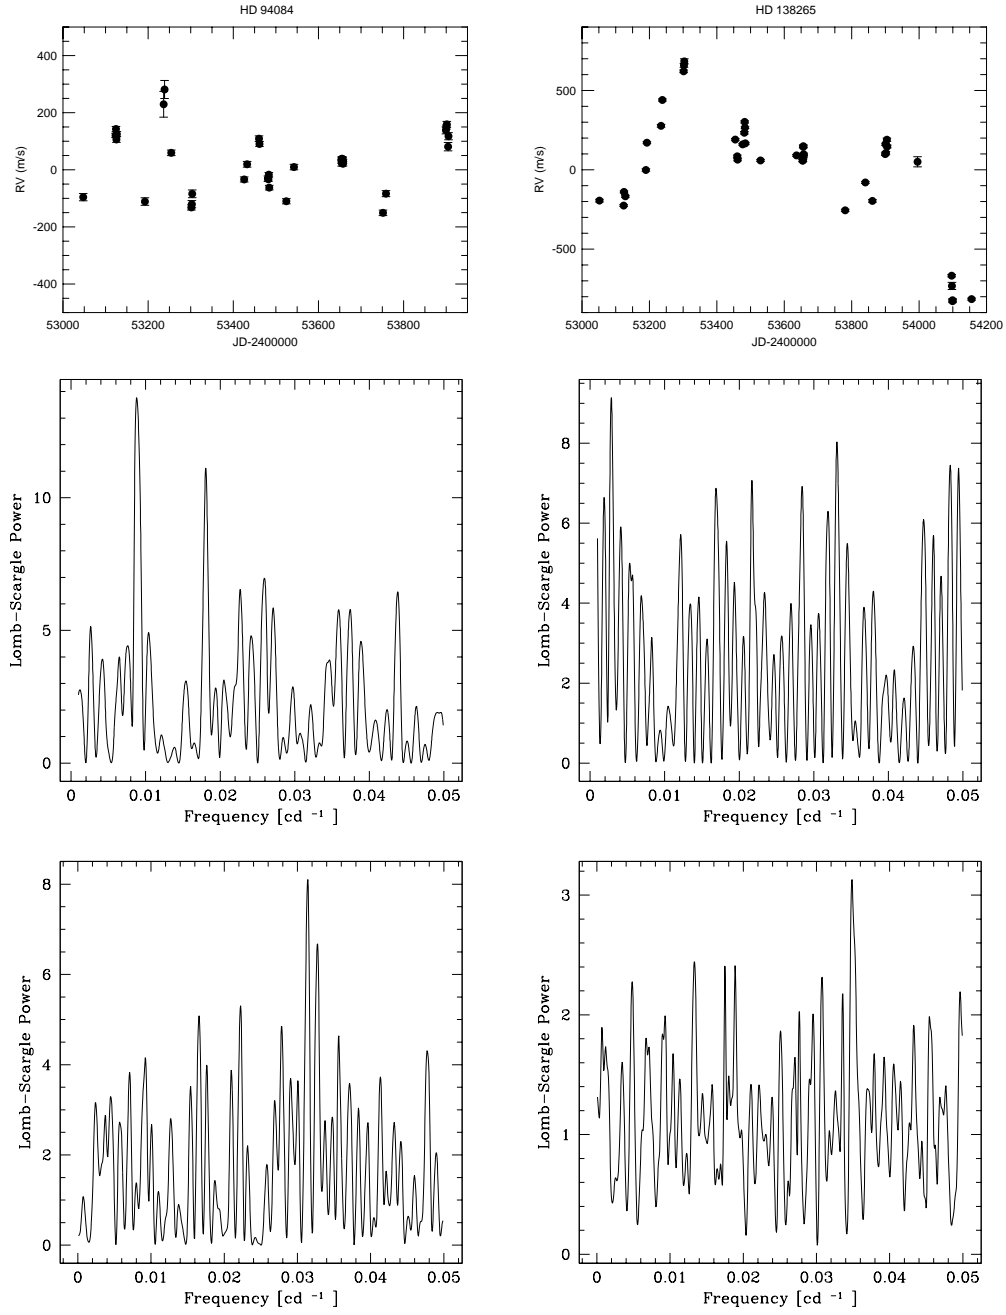 HD 94084
400
200
0
-200
-400
RV (m/s)
53000 53200 53400 53600 53800
JD-2400000
HD 138265
500
0
-500
RV (m/s)
53000 53200 53400 53600 53800 54000 54200
JD-2400000
10
5
0
Lomb-Scargle Power
0 0.01 0.02 0.03 0.04 0.05
Frequency [cd -1 ]
8
6
4
2
0
Lomb-Scargle Power
0 0.01 0.02 0.03 0.04 0.05
Frequency [cd -1 ]
8
6
4
2
0
Lomb-Scargle Power
0 0.01 0.02 0.03 0.04 0.05
Frequency [cd -1 ]
3
2
1
0
Lomb-Scargle Power
0 0.01 0.02 0.03 0.04 0.05
Frequency [cd -1 ]